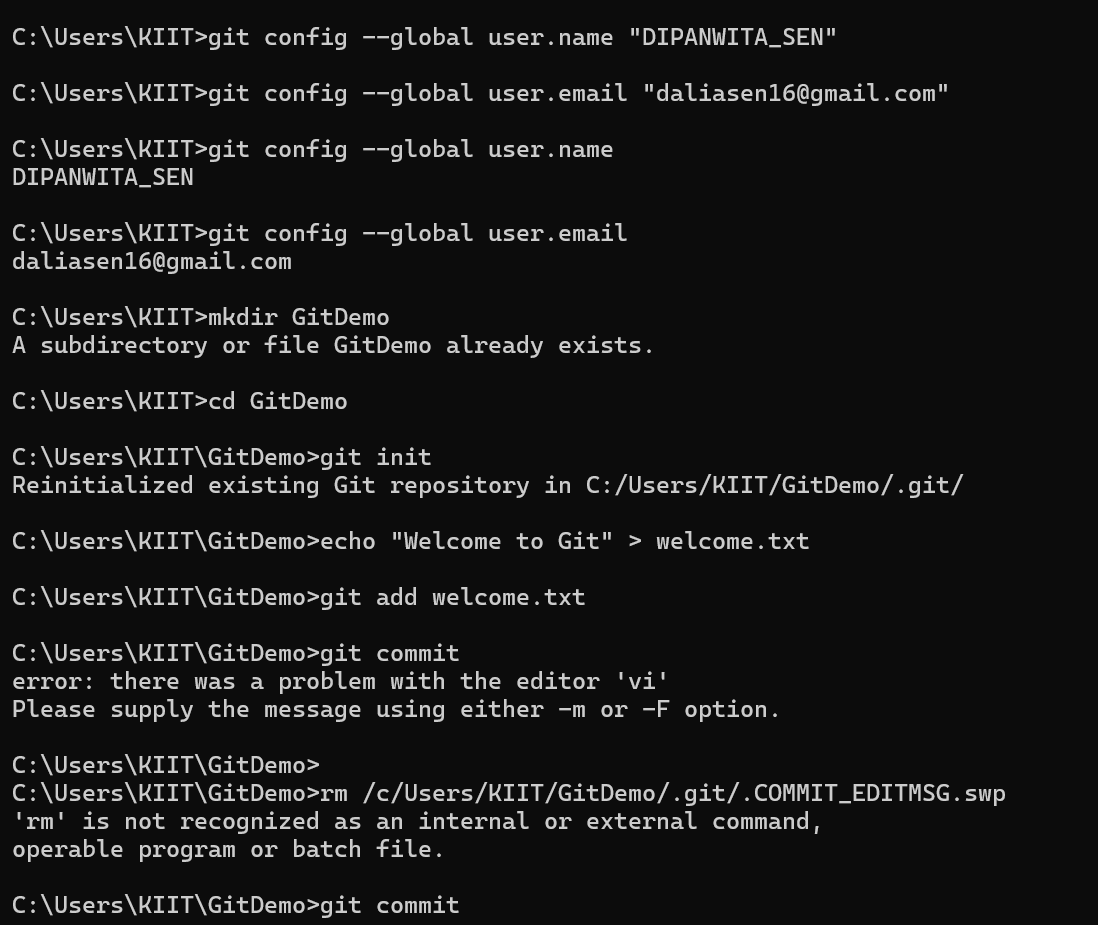 C:\Users\KIIT>git config --global user.name "DIPANWITA_SEN"
C:\Users\KIIT>git config --global user.email "daliasen16@gmail.com"
C:\Users\KIIT>git config --global user.name
DIPANWITA_SEN
C:\Users\KIIT>git config --global user.email
daliasen16@gmail.com
C:\Users\KIIT>mkdir GitDemo
A subdirectory or file GitDemo already exists.
C:\Users\KIIT>cd GitDemo
C:\Users\KIIT\GitDemo>git init
Reinitialized existing Git repository in C:/Users/KIIT/GitDemo/.git/
C:\Users\KIIT\GitDemo>echo "Welcome to Git" > welcome.txt
C:\Users\KIIT\GitDemo>git add welcome.txt
C:\Users\KIIT\GitDemo>git commit
error: there was a problem with the editor 'vi'
Please supply the message using either -m or -F option.
C:\Users\KIIT\GitDemo>
C:\Users\KIIT\GitDemo>rm /c/Users/KIIT/GitDemo/.git/.COMMIT_EDITMSG.swp
'rm' is not recognized as an internal or external command,
operable program or batch file.
C:\Users\KIIT\GitDemo>git commit